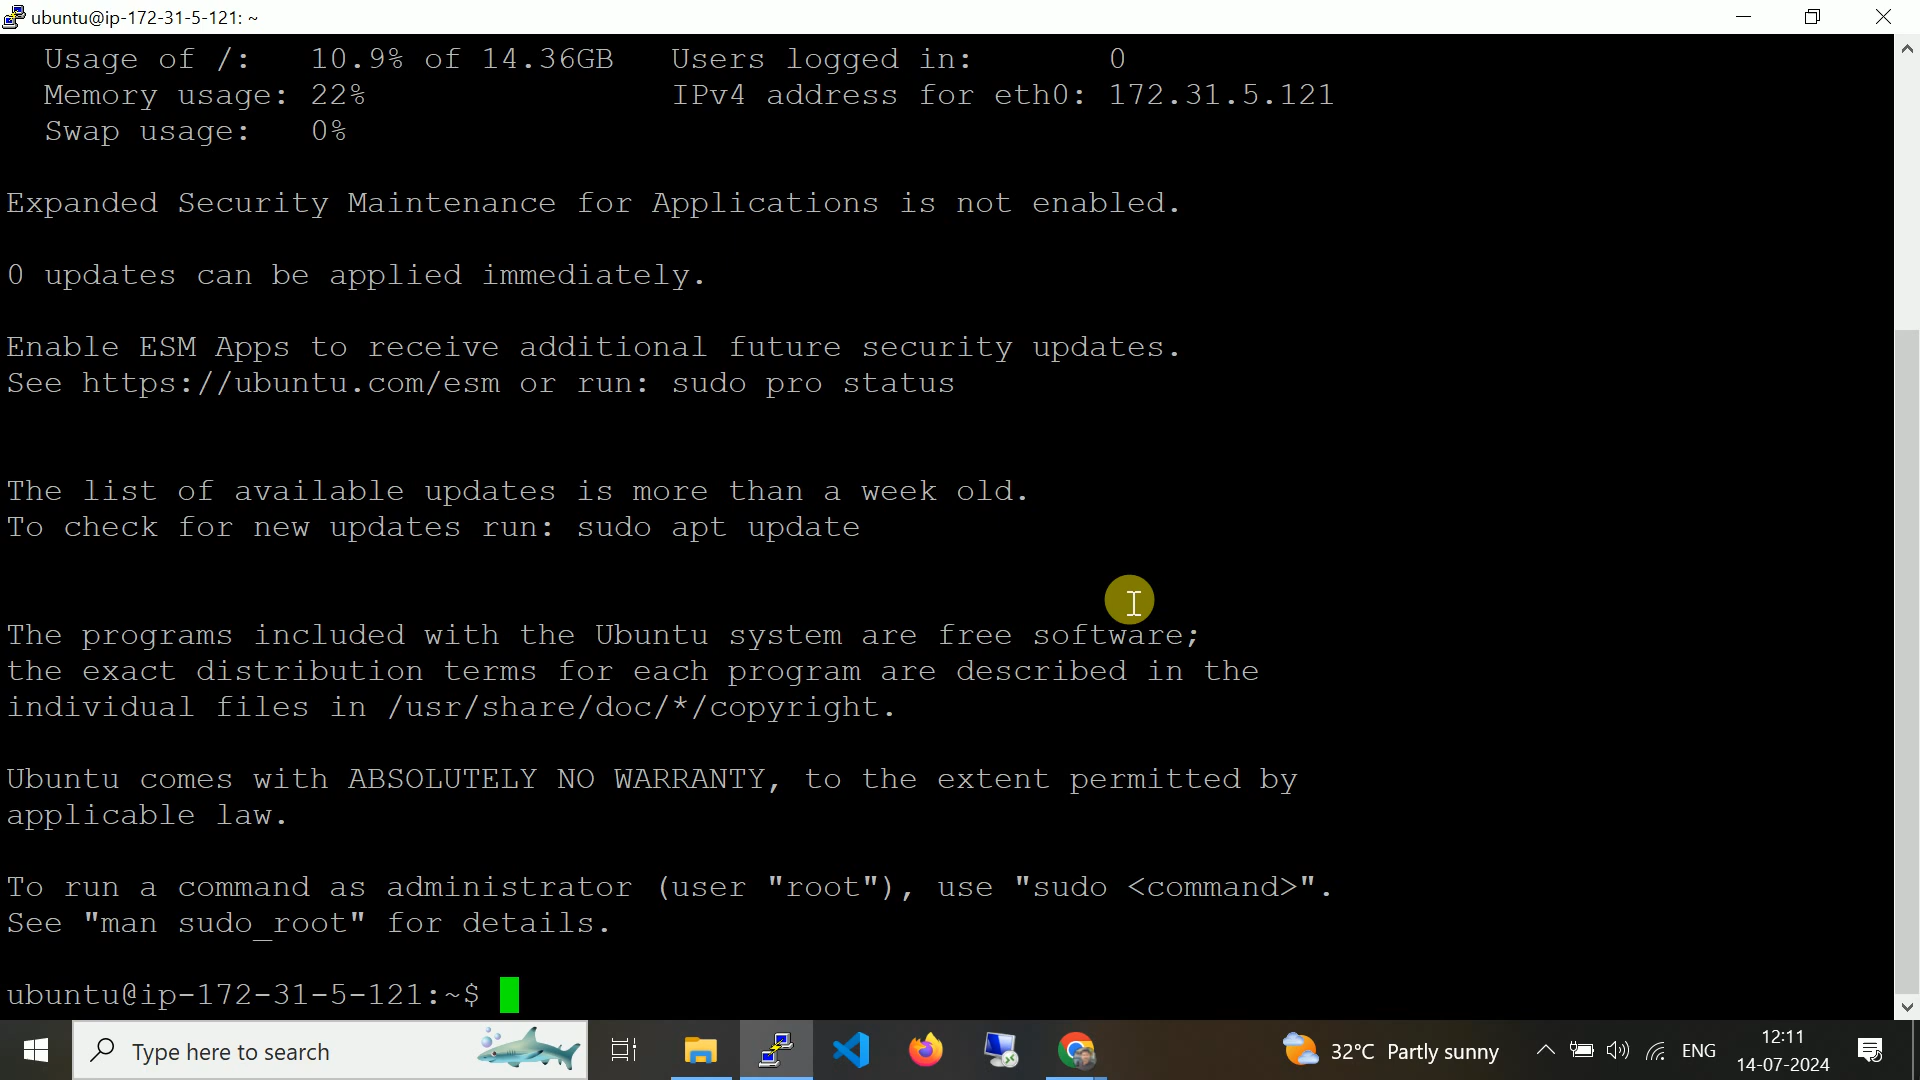 ubuntu@ip-172-31-5-121: ~
Usage of /: 10.9% of 14.36GB Users logged in: 0
Memory usage: 22% IPv4 address for eth0: 172.31.5.121
Swap usage: 0%
Expanded Security Maintenance for Applications is not enabled.
0 updates can be applied immediately.
Enable ESM Apps to receive additional future security updates.
See https://ubuntu.com/esm or run: sudo pro status
The list of available updates is more than a week old.
To check for new updates run: sudo apt update
The programs included with the Ubuntu system are free software;
the exact distribution terms for each program are described in the
individual files in /usr/share/doc/*/copyright.
Ubuntu comes with ABSOLUTELY NO WARRANTY, to the extent permitted by
applicable law.
To run a command as administrator (user "root"), use "sudo <command>".
See "man sudo_root" for details.
ubuntu@ip-172-31-5-121:~$
Type here to search 32°C Partly sunny ENG 12:11
14-07-2024